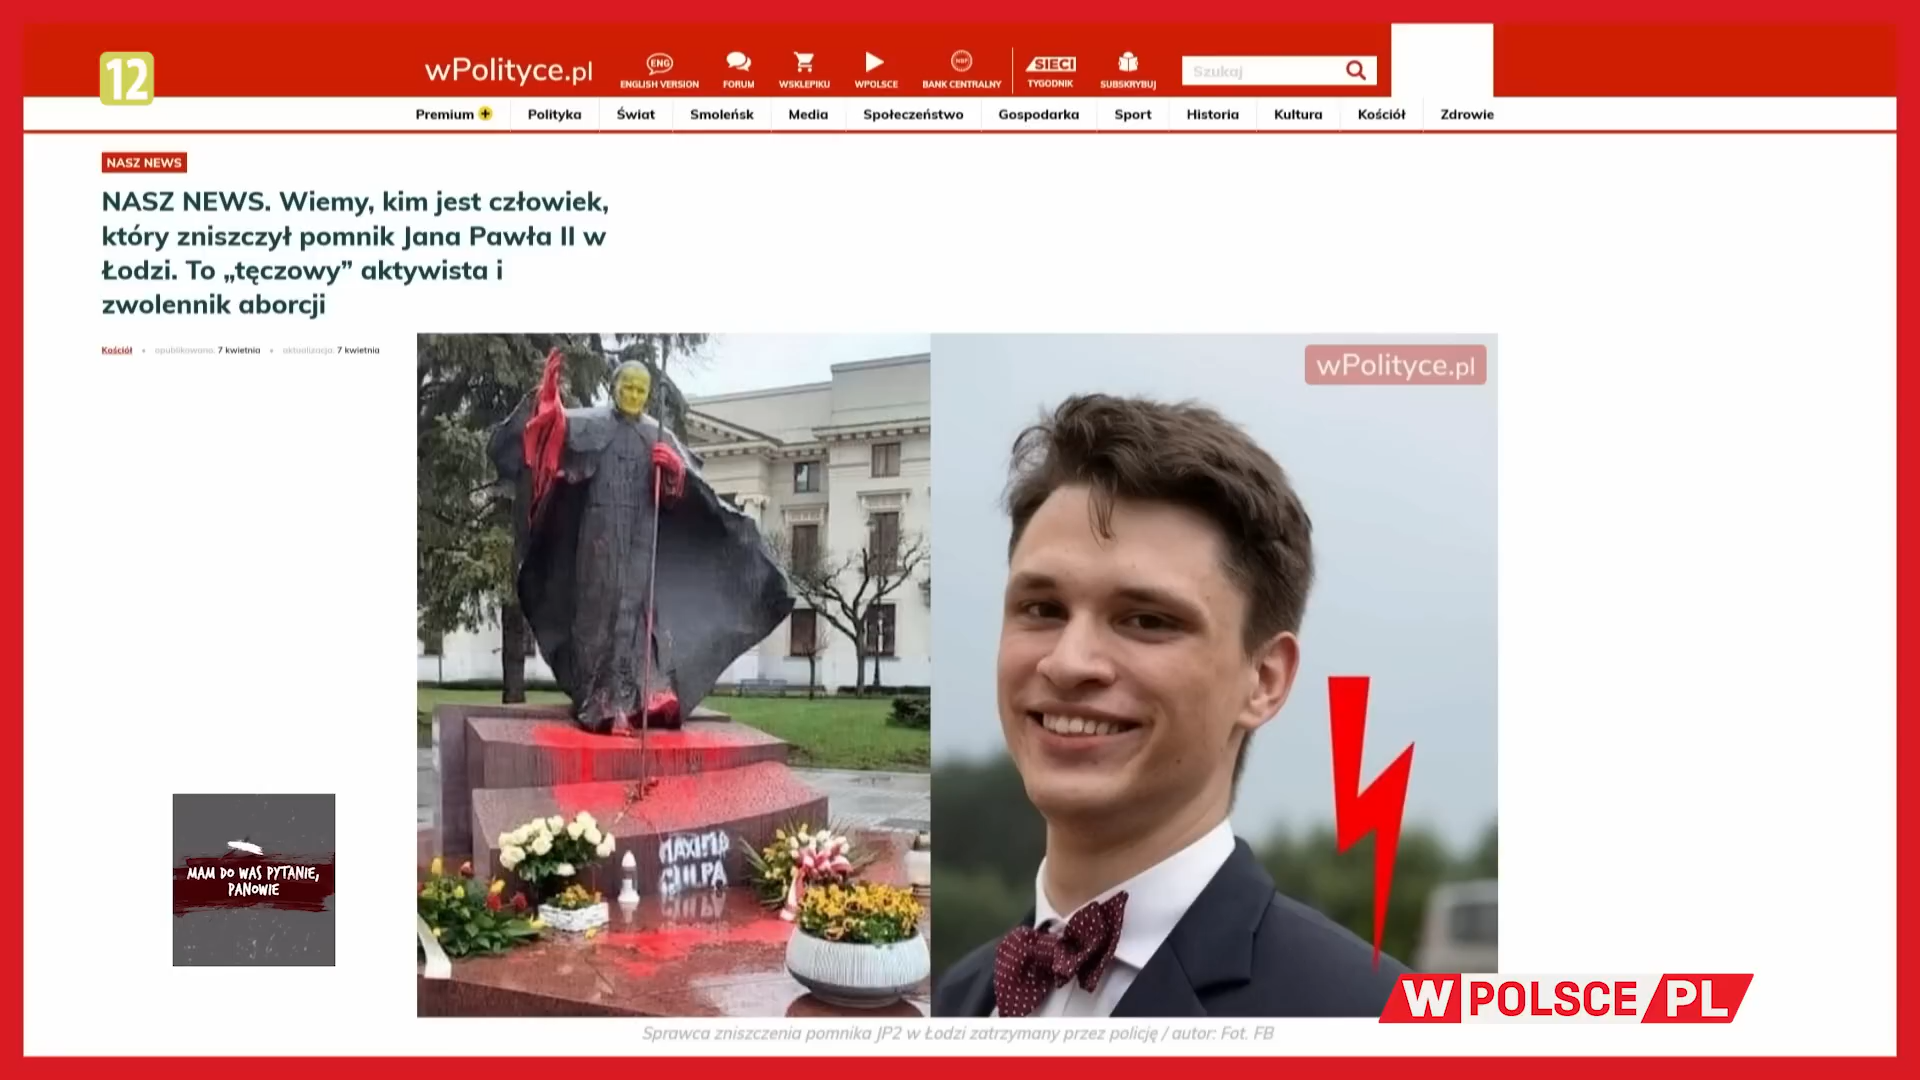 12
wPolityce.pl
ENG
ENGLISH VERSION
FORUM
WSKLEPIKU
WPOLSCE
NBP
BANK CENTRALNY
SIECI
TYGODNIK
SUBSKRYBUJ
Szukaj
Premium
Polityka
Świat
Smoleńsk
Media
Społeczeństwo
Gospodarka
Sport
Historia
Kultura
Kościół
Zdrowie
NASZ NEWS
NASZ NEWS. Wiemy, kim jest człowiek,
który zniszczył pomnik Jana Pawła II w
Łodzi. To „tęczowy” aktywista i
zwolennik aborcji
Kościół • opublikowano: 7 kwietnia • aktualizacja: 7 kwietnia
wPolityce.pl
MAXIMA
CULPA
MAM DO WAS PYTANIE,
PANOWIE
WPOLSCE/PL
Sprawca zniszczenia pomnika JP2 w Łodzi zatrzymany przez policję / autor: Fot. FB